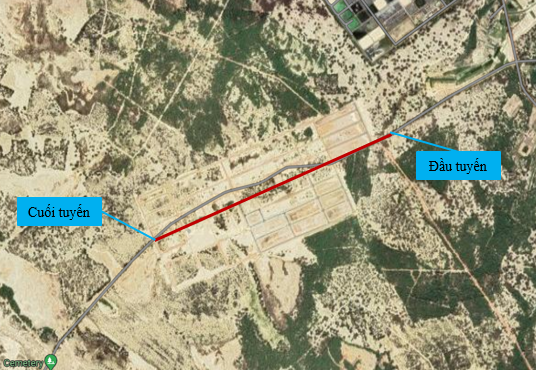 Đầu tuyến
Cuối tuyến
Cemetery